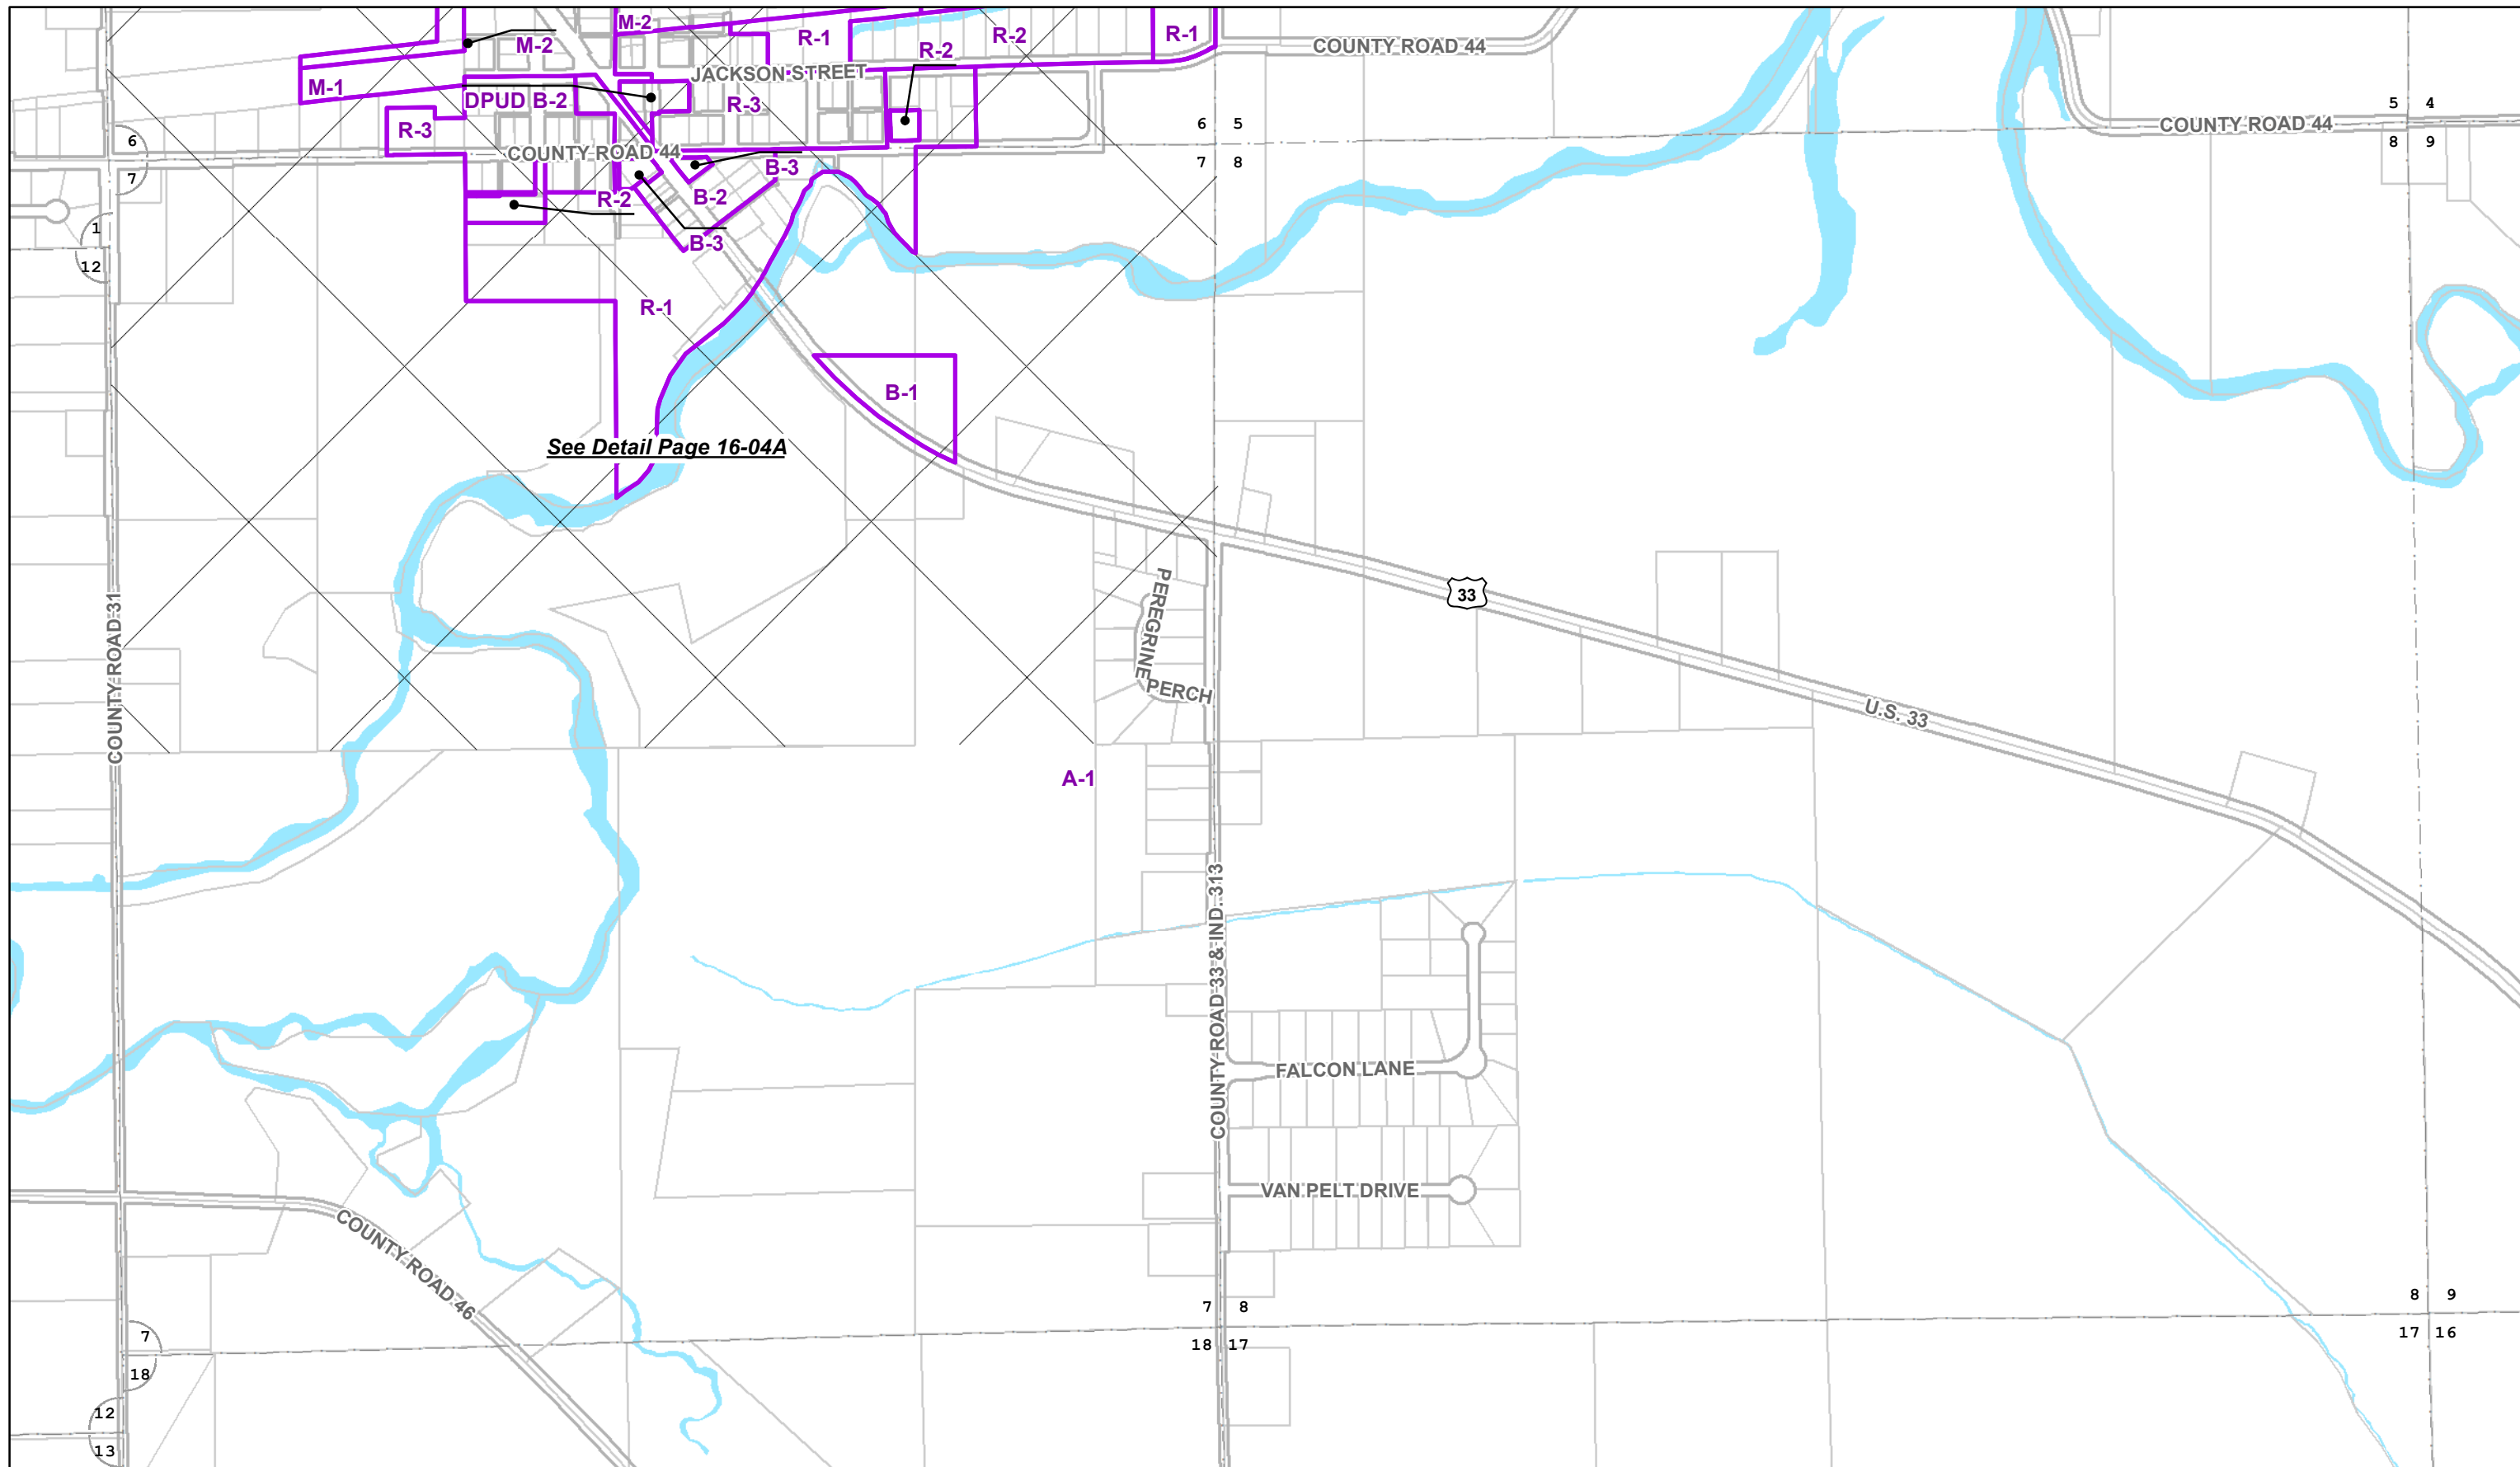 M-2
R-1
R-2
R-1
M-2
R-2
COUNTY ROAD 44
JACKSON STREET
M-1
DPUD B-2
R-3
R-3
5 4
8 9
COUNTY ROAD 44
6 5
7 8
6
7
COUNTY ROAD 44
B-3
R-2
B-2
1
12
B-3
R-1
B-1
See Detail Page 16-04A
PEREGRINE
PERCH
33
U.S. 33
COUNTY ROAD 31
A-1
COUNTY ROAD 33 & IND. 313
FALCON LANE
VAN PELT DRIVE
COUNTY ROAD 46
7 8
18 17
8 9
17 16
7
18
12
13